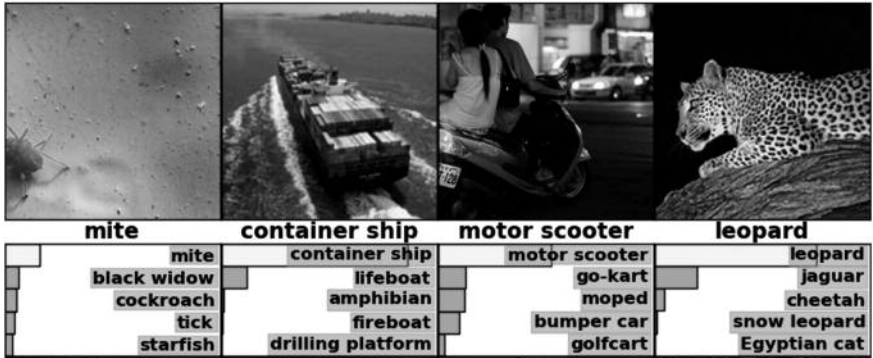 mite container ship motor scooter leopard
mite container ship motor scooter leopard
black widow lifeboat go-kart jaguar
cockroach amphibian moped cheetah
tick fireboat bumper car snow leopard
starfish drilling platform golfcart Egyptian cat